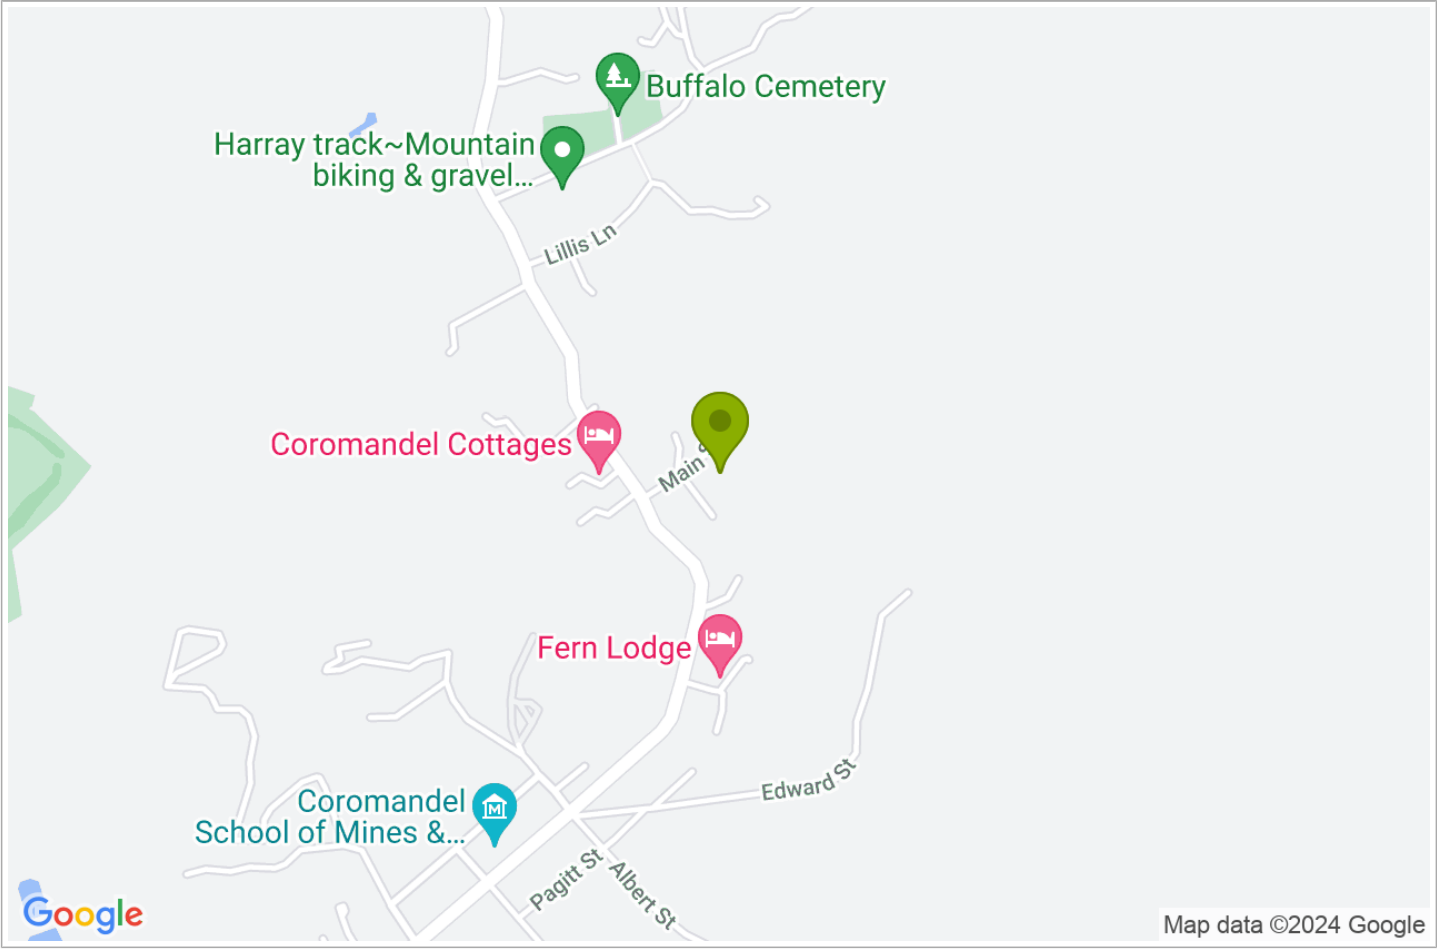 Buffalo Cemetery
Harray track~Mountain
biking & gravel...
Lillis Ln
Coromandel Cottages
Main S
Fern Lodge
Edward St
Coromandel
School of Mines &...
M
Pagitt St
Albert St
Google
Map data ©2024 Google